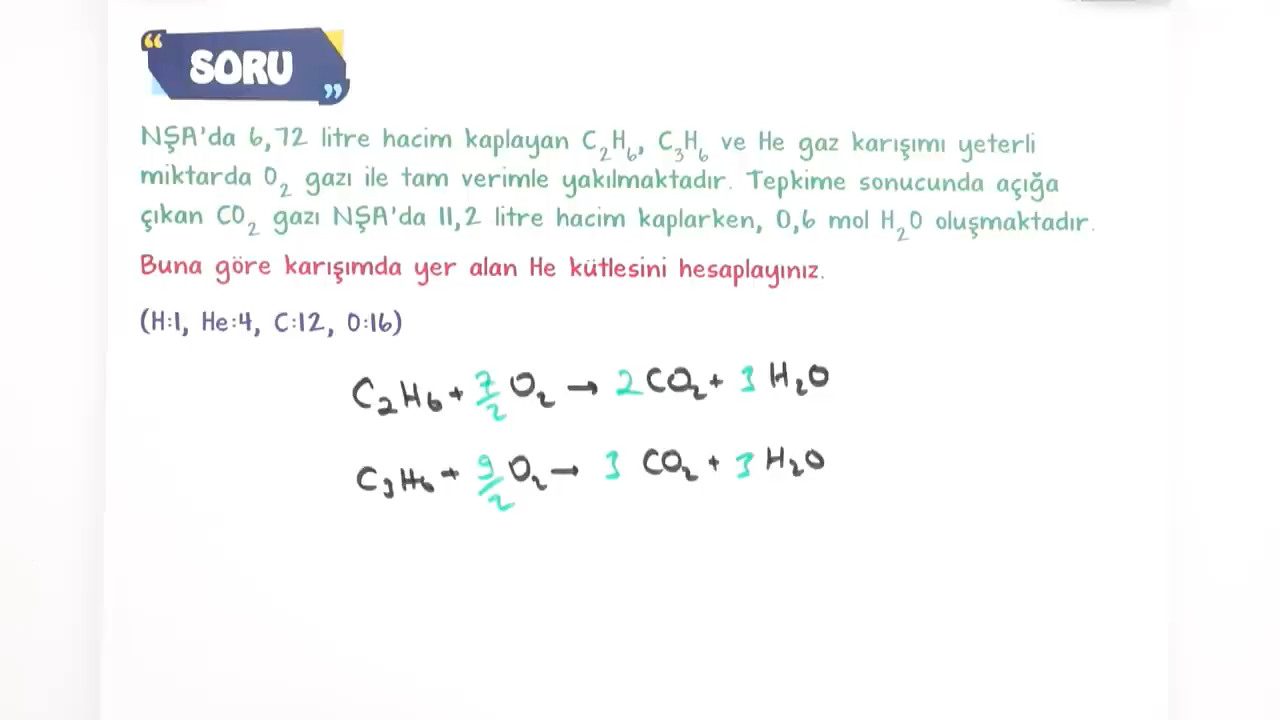 “ SORU ”
NŞA'da 6,72 litre hacim kaplayan C₂H₆, C₃H₆ ve He gaz karışımı yeterli
miktarda O₂ gazı ile tam verimle yakılmaktadır. Tepkime sonucunda açığa
çıkan CO₂ gazı NŞA'da 11,2 litre hacim kaplarken, 0,6 mol H₂O oluşmaktadır.
Buna göre karışımda yer alan He kütlesini hesaplayınız.
(H:1, He:4, C:12, O:16)
C₂H₆ + 7/2 O₂ → 2 CO₂ + 3 H₂O
C₃H₆ + 9/2 O₂ → 3 CO₂ + 3 H₂O